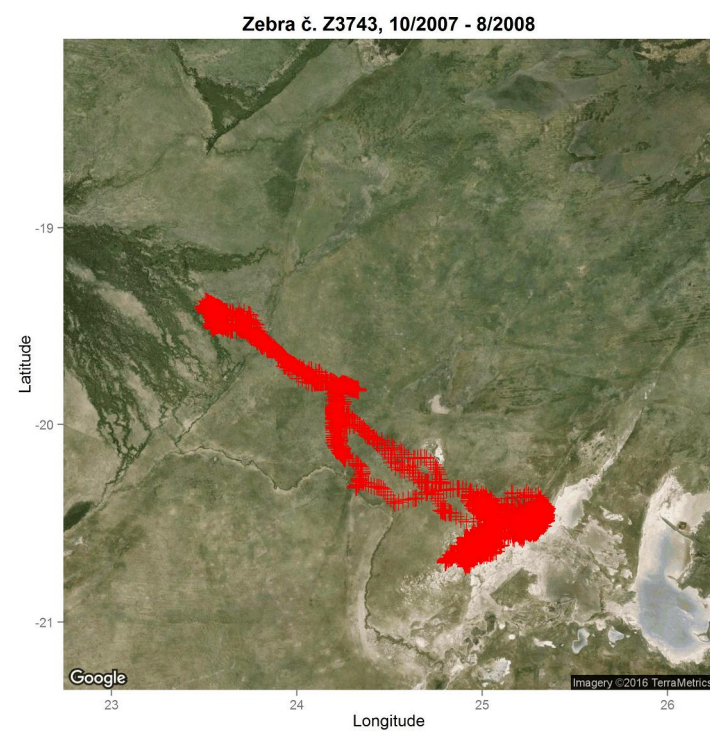 Zebra č. Z3743, 10/2007 - 8/2008
-19
-20
-21
Latitude
Google
Imagery ©2016 TerraMetrics
23
24
25
26
Longitude